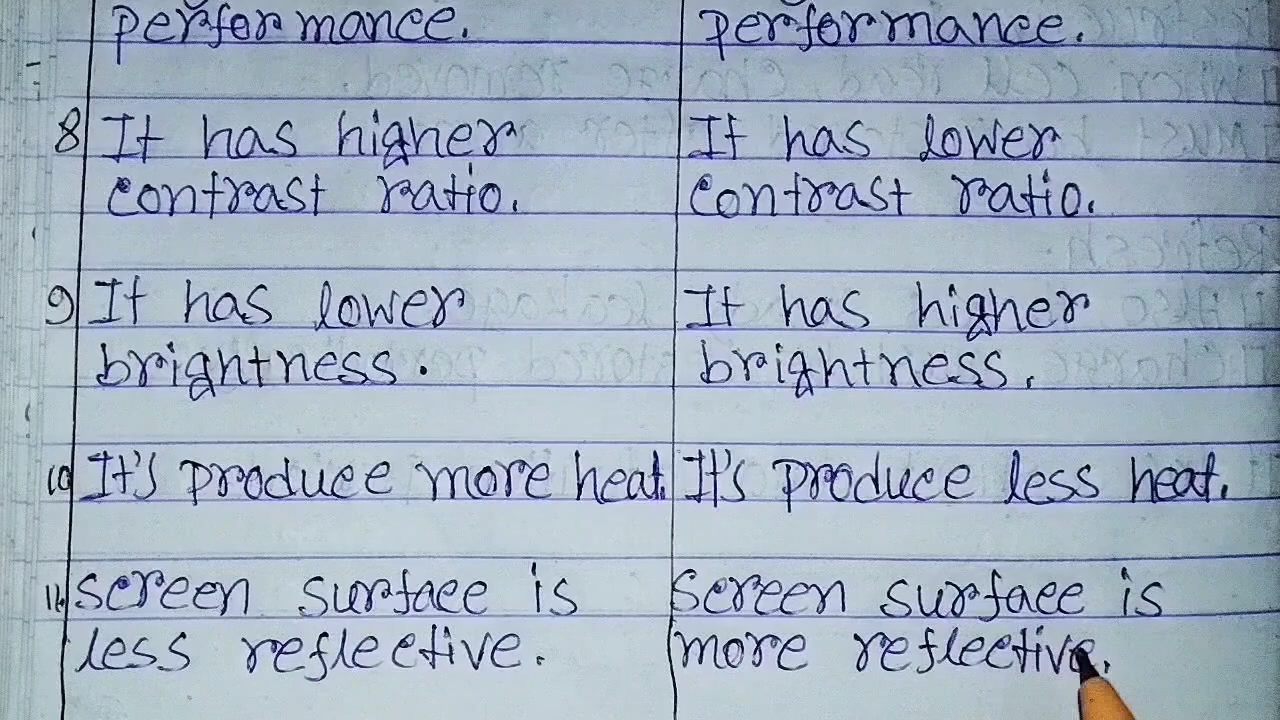 performance. performance.
8 It has higher It has lower
contrast ratio. contrast ratio.
9 It has lower It has higher
brightness. brightness.
10 It's produce more heat. It's produce less heat.
11. screen surface is screen surface is
less reflective. more reflective.